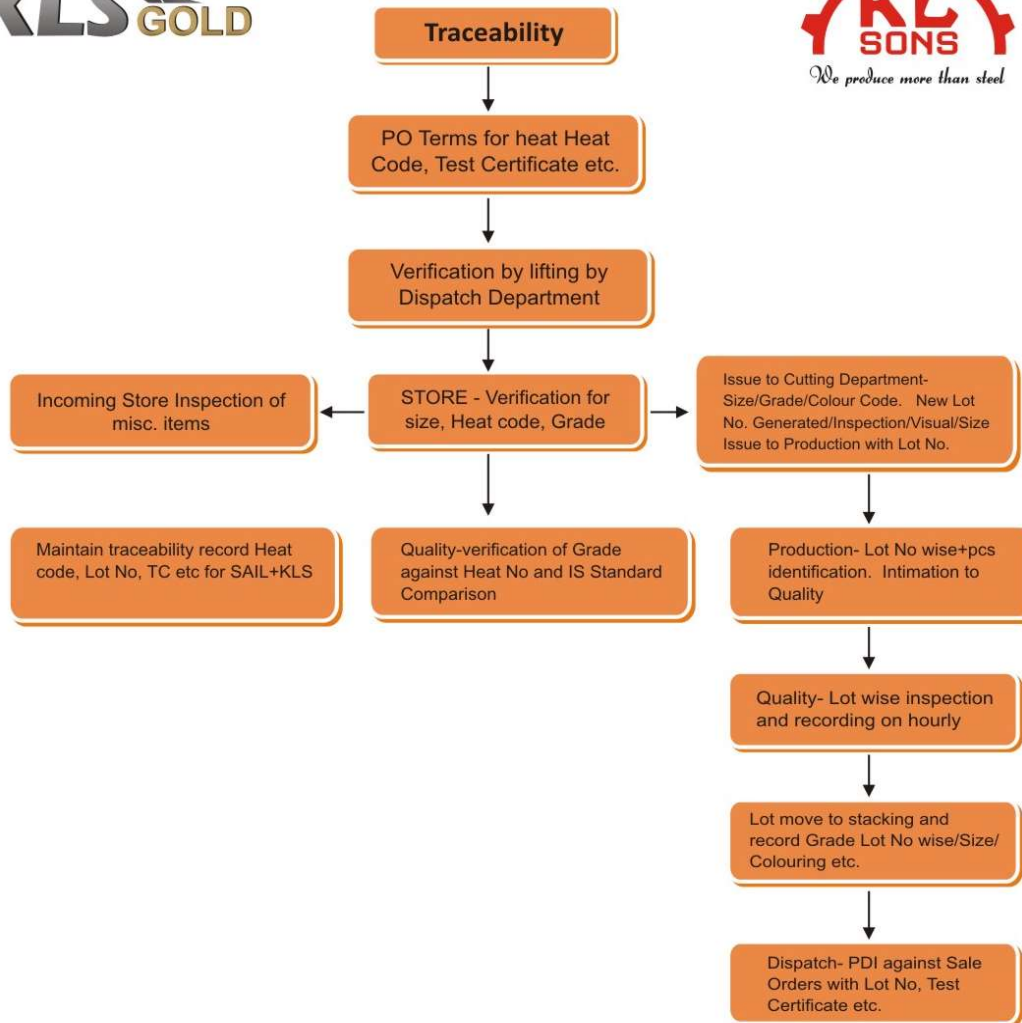 KLS
GOLD
KL
SONS
We produce more than steel
Traceability
PO Terms for heat Heat
Code, Test Certificate etc.
Verification by lifting by
Dispatch Department
Incoming Store Inspection of
misc. items
STORE - Verification for
size, Heat code, Grade
Issue to Cutting Department-
Size/Grade/Colour Code. New Lot
No. Generated/Inspection/Visual/Size
Issue to Production with Lot No.
Maintain traceability record Heat
code, Lot No, TC etc for SAIL+KLS
Quality-verification of Grade
against Heat No and IS Standard
Comparison
Production- Lot No wise+pcs
identification. Intimation to
Quality
Quality- Lot wise inspection
and recording on hourly
Lot move to stacking and
record Grade Lot No wise/Size/
Colouring etc.
Dispatch- PDI against Sale
Orders with Lot No, Test
Certificate etc.